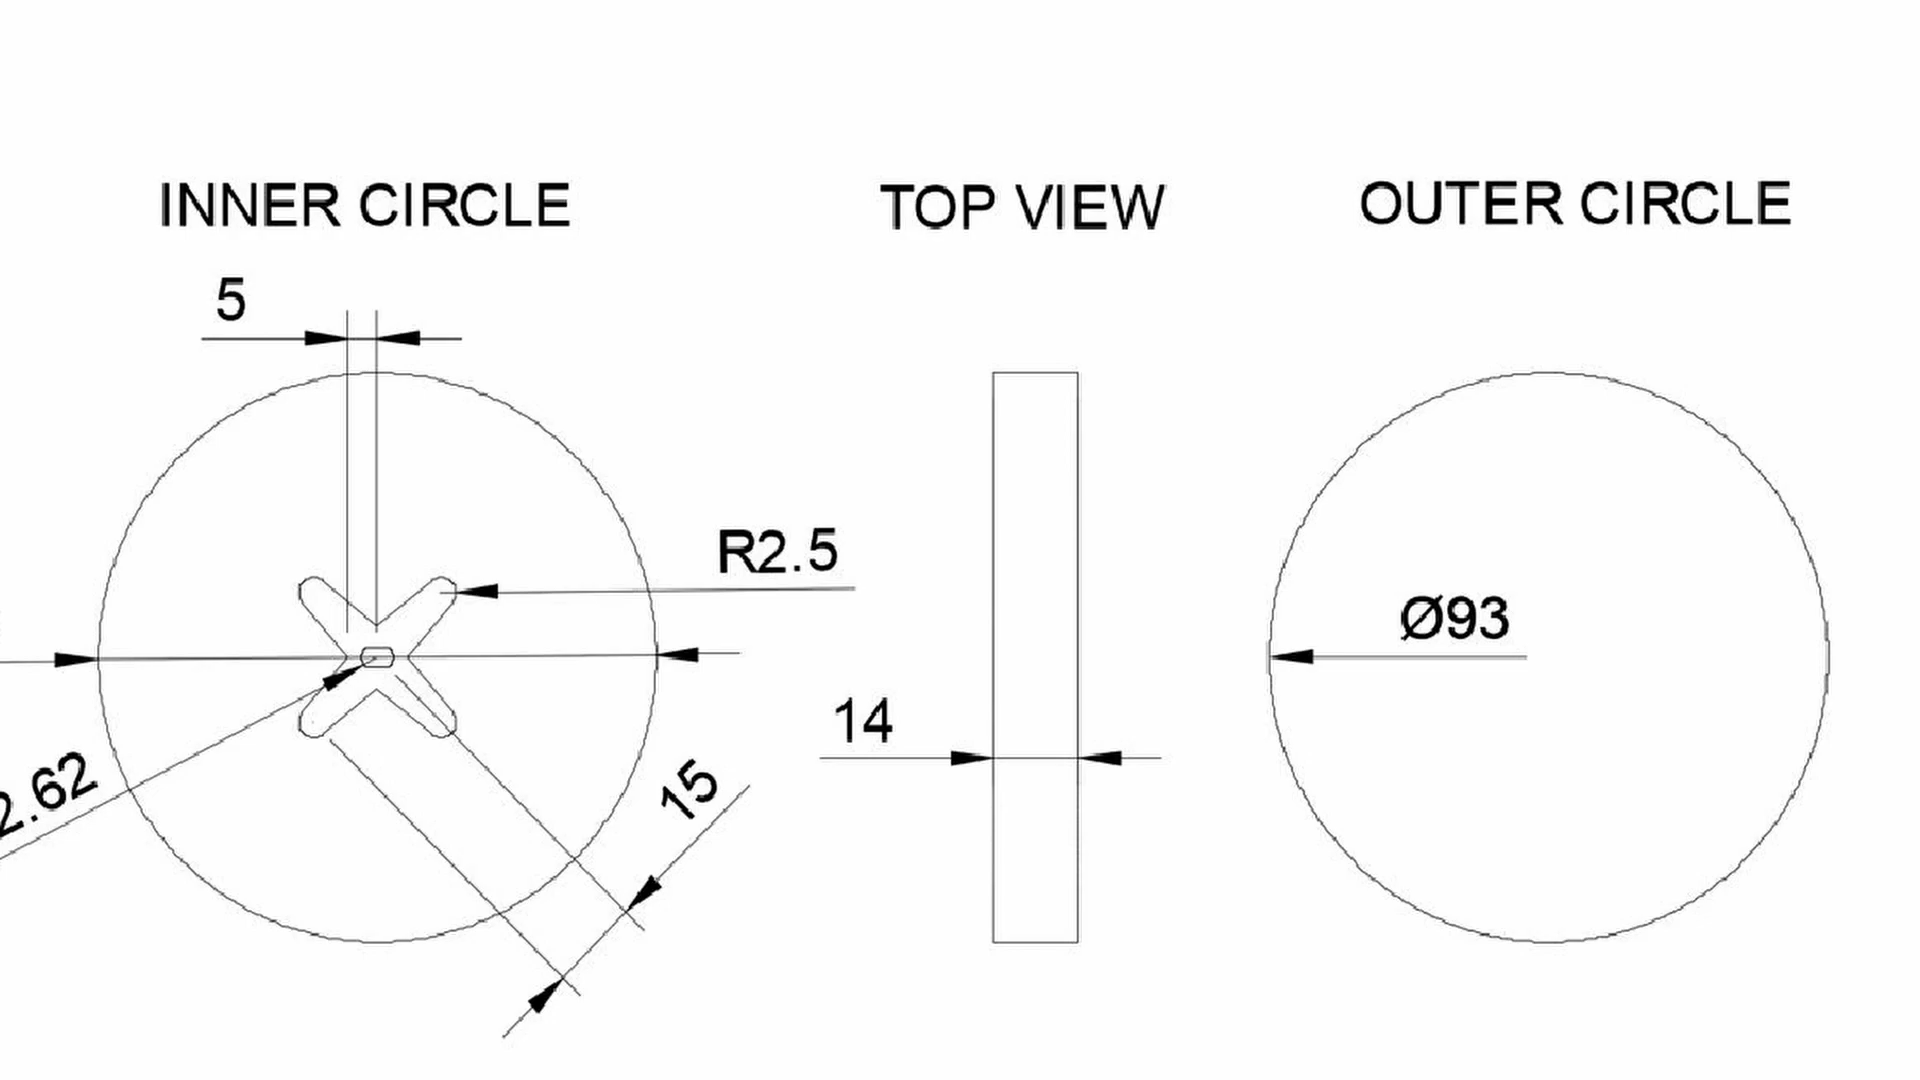 INNER CIRCLE
TOP VIEW
OUTER CIRCLE
5
R2.5
Ø93
14
2.62
15